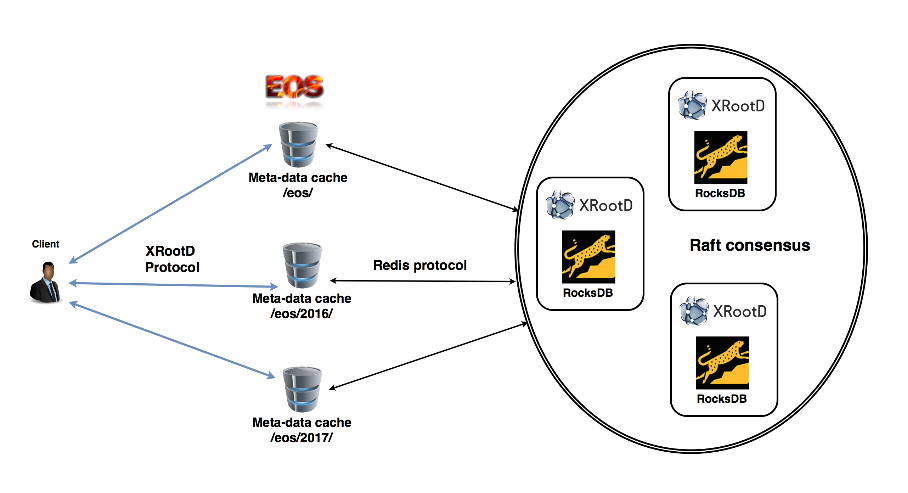 EOS
Meta-data cache
/eos/
Client
XRootD
Protocol
Meta-data cache
/eos/2016/
Redis protocol
Meta-data cache
/eos/2017/
XRootD
RocksDB
XRootD
RocksDB
Raft consensus
XRootD
RocksDB